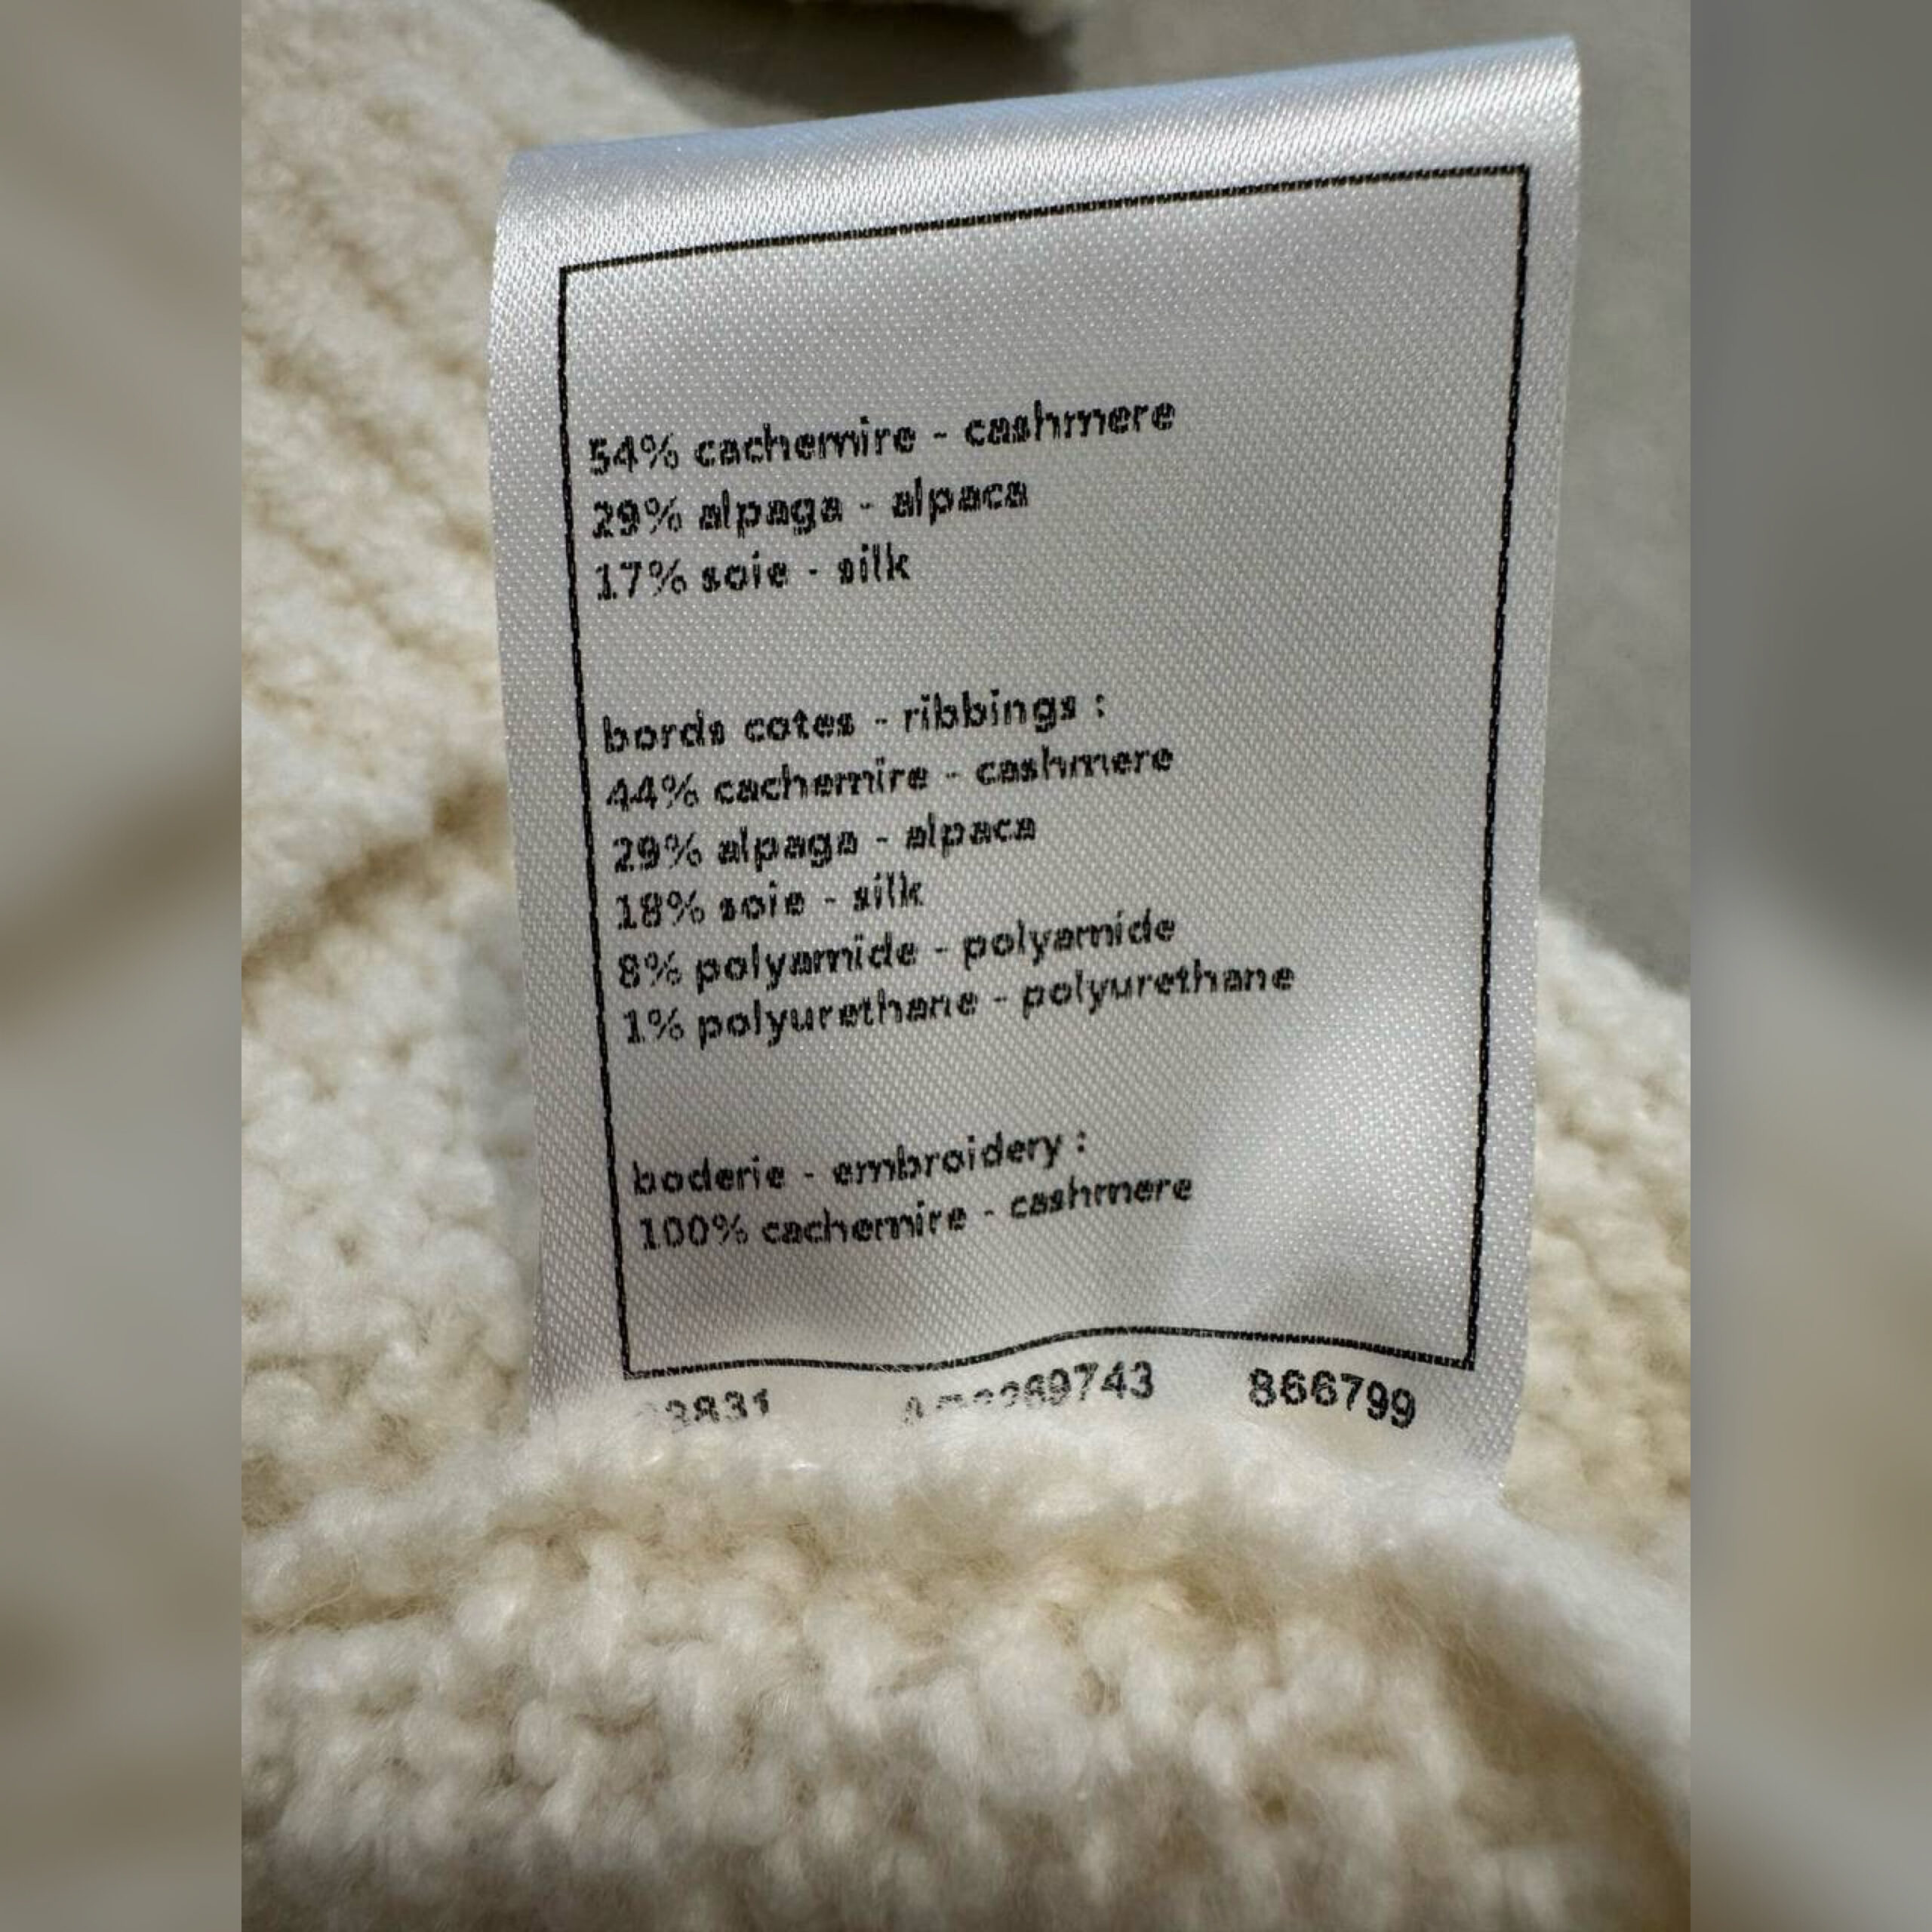 54% cachemire - cashmere
29% alpaga - alpaca
17% soie - silk
bords cotes - ribbings :
44% cachemire - cashmere
29% alpaga - alpaca
18% soie - silk
8% polyamide - polyamide
1% polyurethane - polyurethane
boderie - embroidery :
100% cachemire - cashmere
866799